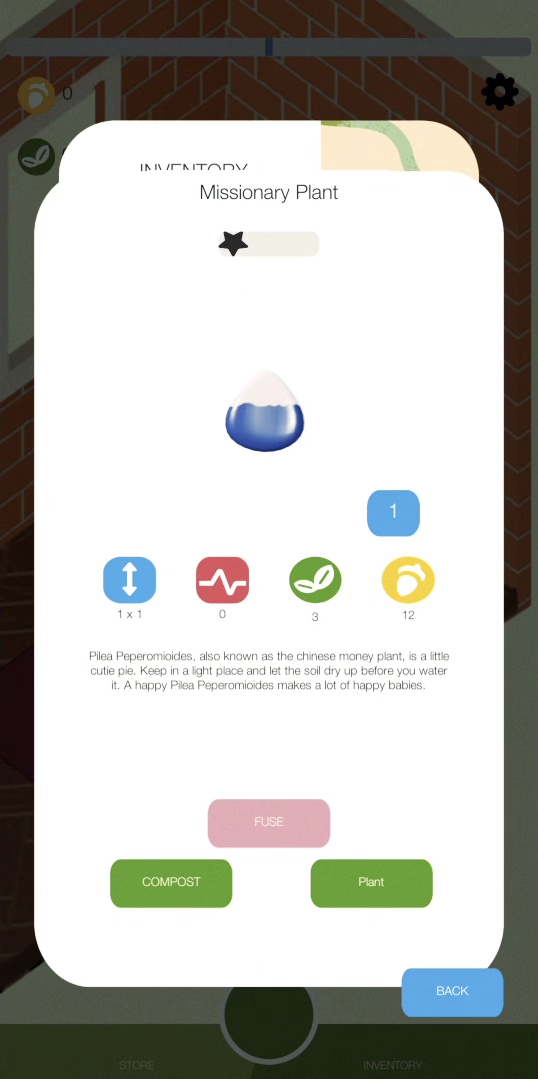 0
INVENTORY
Missionary Plant
1
1 x 1
0
3
12
Pilea Peperomioides, also known as the chinese money plant, is a little
cutie pie. Keep in a light place and let the soil dry up before you water
it. A happy Pilea Peperomioides makes a lot of happy babies.
FUSE
COMPOST
Plant
BACK
STORE
INVENTORY